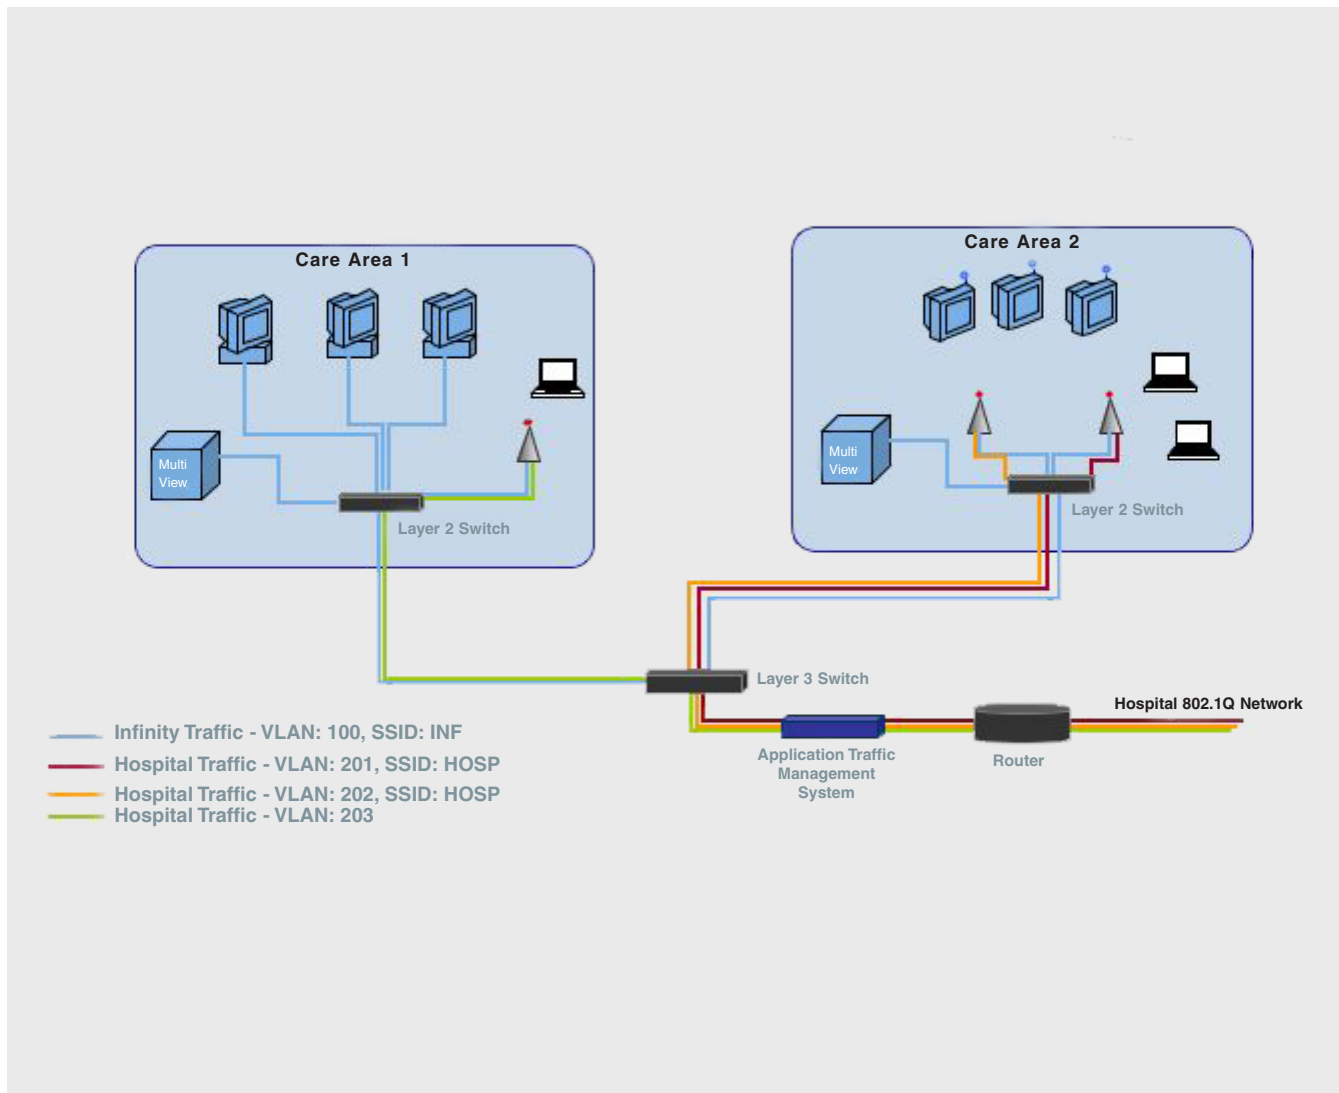 Care Area 1
Care Area 2
Multi
View
Layer 2 Switch
Multi
View
Layer 2 Switch
Layer 3 Switch
Hospital 802.1Q Network
Application Traffic
Management
System
Router
Infinity Traffic - VLAN: 100, SSID: INF
Hospital Traffic - VLAN: 201, SSID: HOSP
Hospital Traffic - VLAN: 202, SSID: HOSP
Hospital Traffic - VLAN: 203